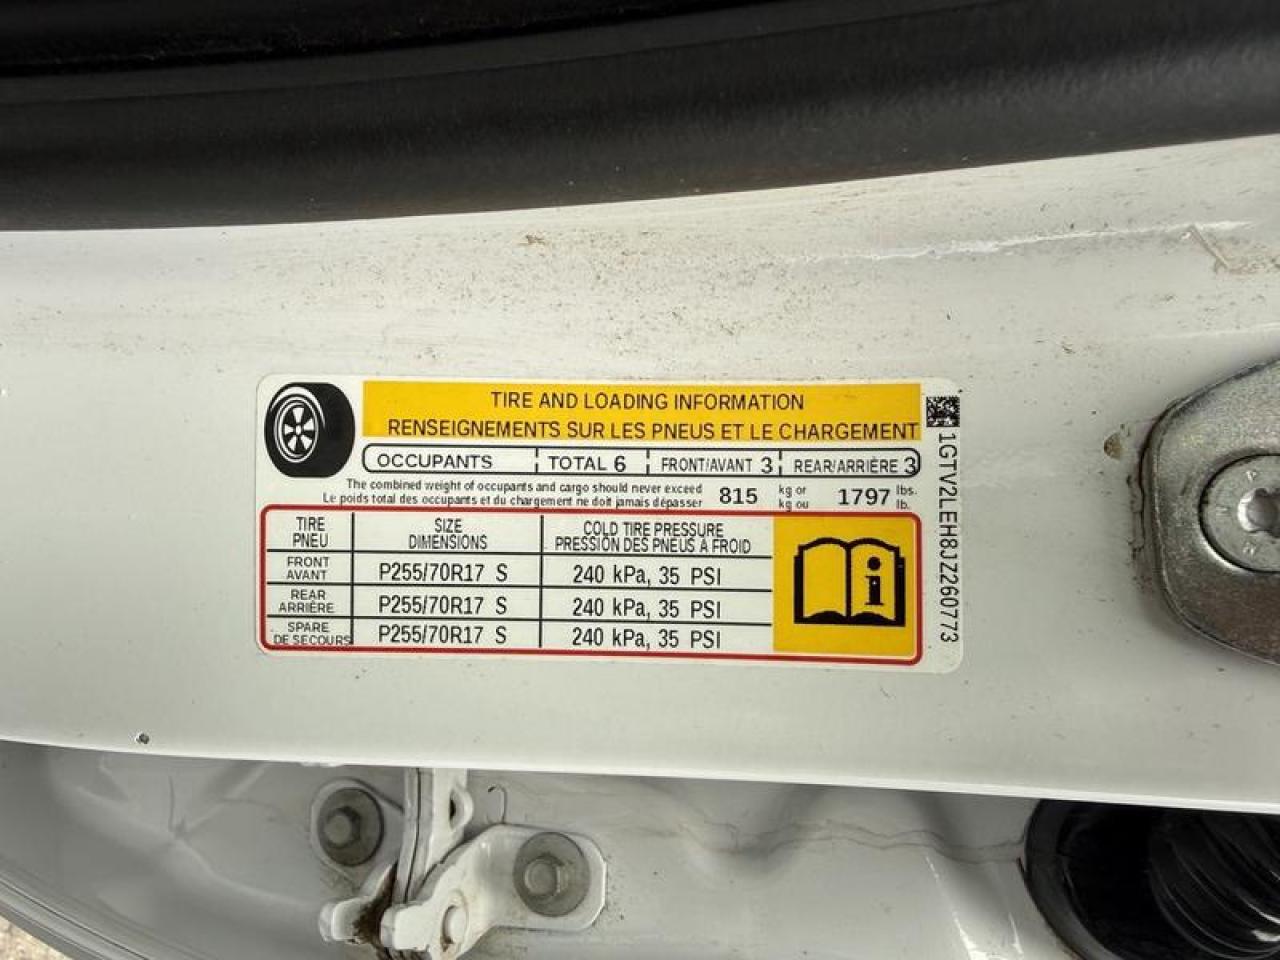 TIRE AND LOADING INFORMATION
RENSEIGNEMENTS SUR LES PNEUS ET LE CHARGEMENT
OCCUPANTS TOTAL 6 FRONT/AVANT 3 REAR/ARRIÈRE 3
The combined weight of occupants and cargo should never exceed 815 kg or 1797 lbs.
Le poids total des occupants et du chargement ne doit jamais dépasser kg ou lb.
TIRE SIZE COLD TIRE PRESSURE
PNEU DIMENSIONS PRESSION DES PNEUS A FROID
FRONT
AVANT P255/70R17 S 240 kPa, 35 PSI
REAR
ARRIÈRE P255/70R17 S 240 kPa, 35 PSI
SPARE
DE SECOURS P255/70R17 S 240 kPa, 35 PSI
1GTV2LEH8JZ260773